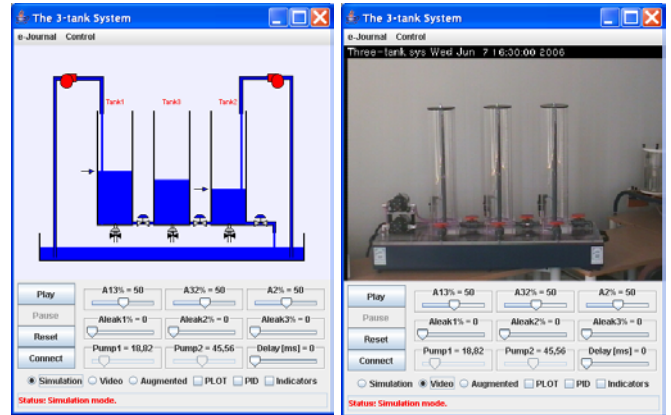 The 3-tank System
e-Journal Control
Tank1 Tank3 Tank2
Play
Pause
Reset
Connect
A13% = 50 A32% = 50 A2% = 50
Aleak1% = 0 Aleak2% = 0 Aleak3% = 0
Pump1 = 18,82 Pump2 = 45,56 Delay [ms] = 0
Simulation Video Augmented PLOT PID Indicators
Status: Simulation mode.
The 3-tank System
e-Journal Control
Three-tank sys Wed Jun 7 16:30:00 2006
Play
Pause
Reset
Connect
A13% = 50 A32% = 50 A2% = 50
Aleak1% = 0 Aleak2% = 0 Aleak3% = 0
Pump1 = 18,82 Pump2 = 45,56 Delay [ms] = 0
Simulation Video Augmented PLOT PID Indicators
Status: Simulation mode.